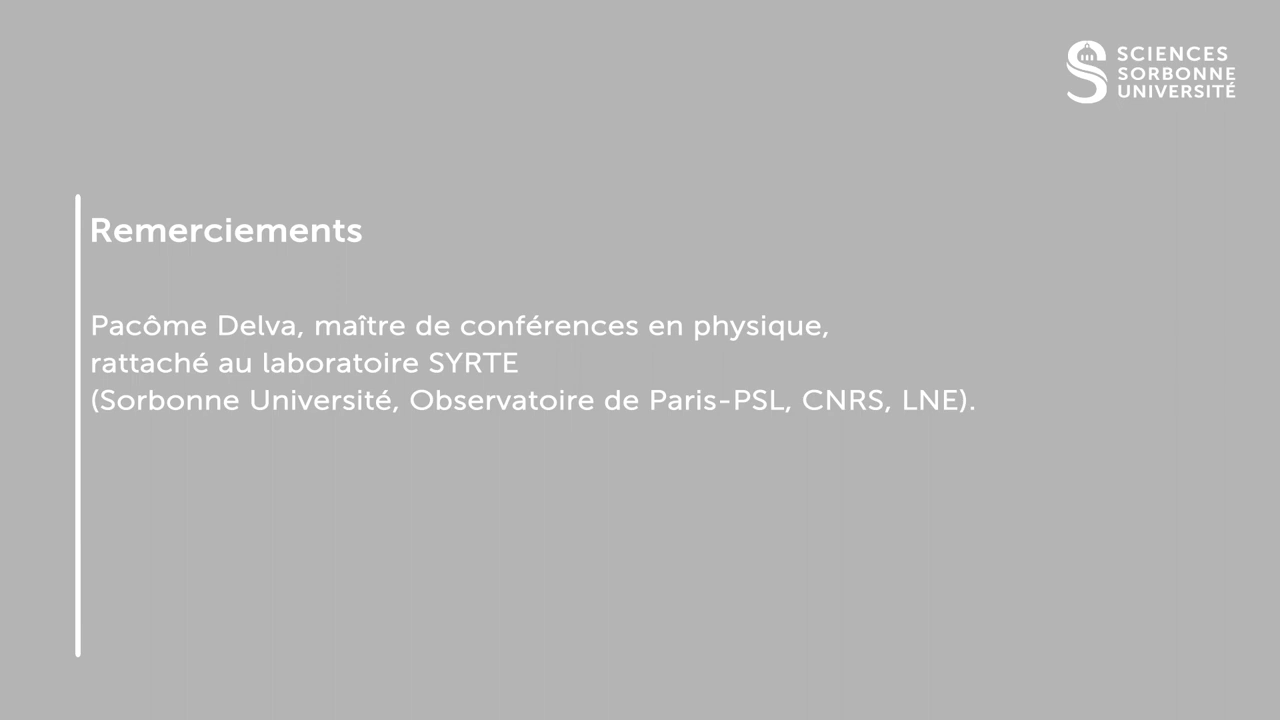 SCIENCES
SORBONNE
UNIVERSITÉ
Remerciements
Pacôme Delva, maître de conférences en physique,
rattaché au laboratoire SYRTE
(Sorbonne Université, Observatoire de Paris-PSL, CNRS, LNE).